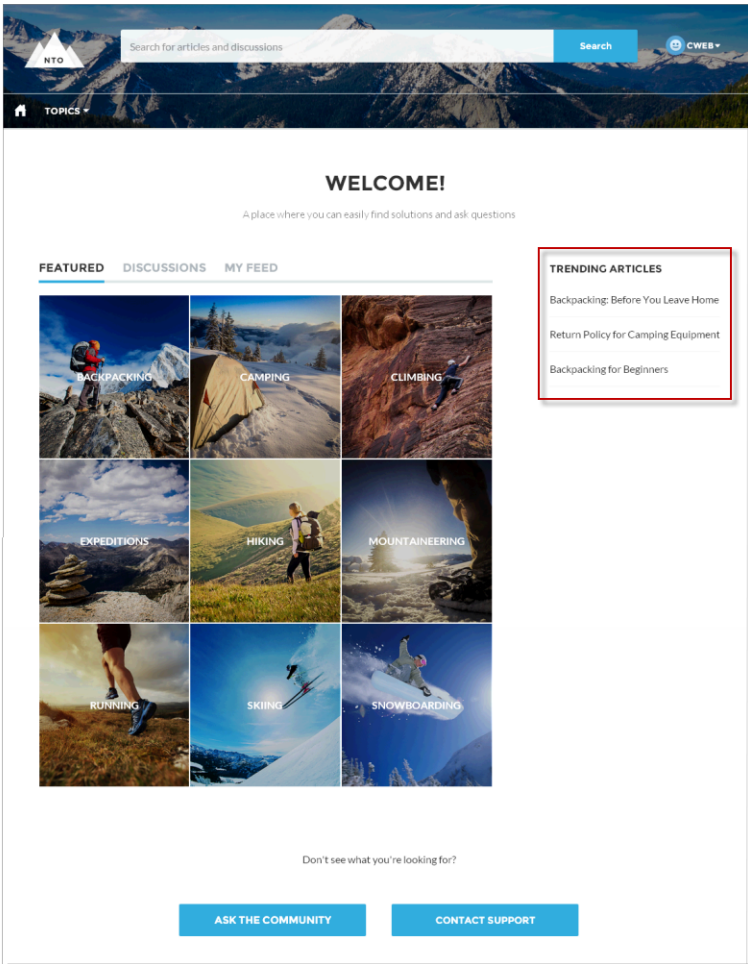 NTO
Search for articles and discussions
Search
CWEB
TOPICS
WELCOME!
A place where you can easily find solutions and ask questions
FEATURED DISCUSSIONS MY FEED
BACKPACKING CAMPING CLIMBING
EXPEDITIONS HIKING MOUNTAINEERING
RUNNING SKIING SNOWBOARDING
TRENDING ARTICLES
Backpacking: Before You Leave Home
Return Policy for Camping Equipment
Backpacking for Beginners
Don't see what you're looking for?
ASK THE COMMUNITY CONTACT SUPPORT